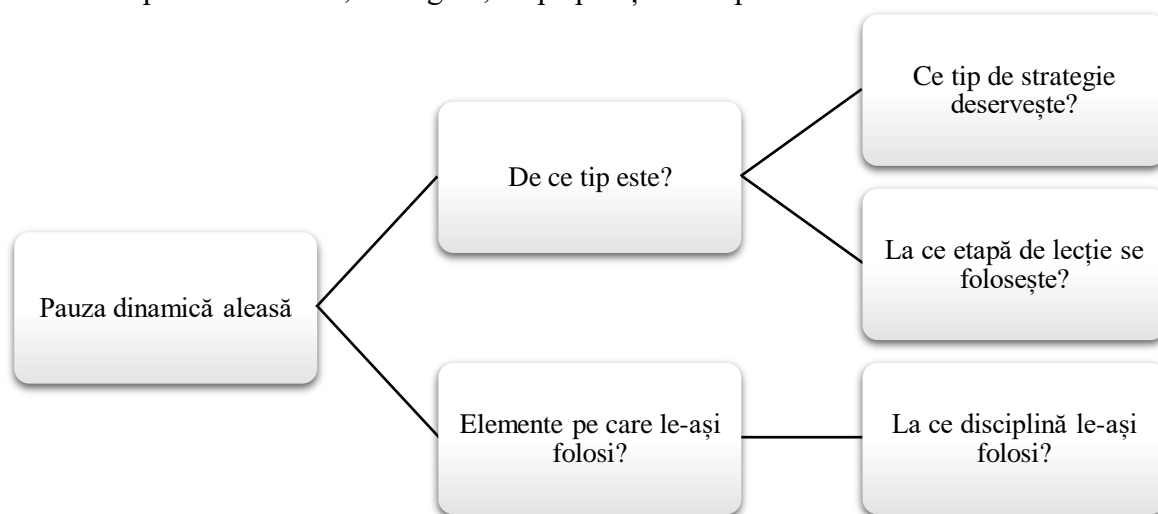 Pauza dinamică aleasă
De ce tip este?
Ce tip de strategie
deservește?
La ce etapă de lecție se
folosește?
Elemente pe care le-ași
folosi?
La ce disciplină le-ași
folosi?